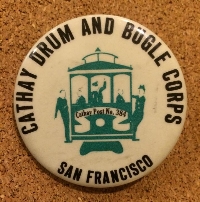 CATHAY DRUM AND BUGLE CORPS
Cathay Post No. 384
SAN FRANCISCO